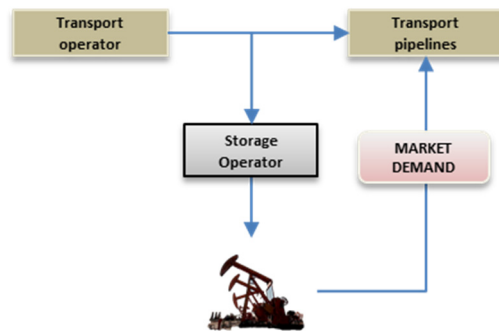 Transport
operator
Transport
pipelines
Storage
Operator
MARKET
DEMAND